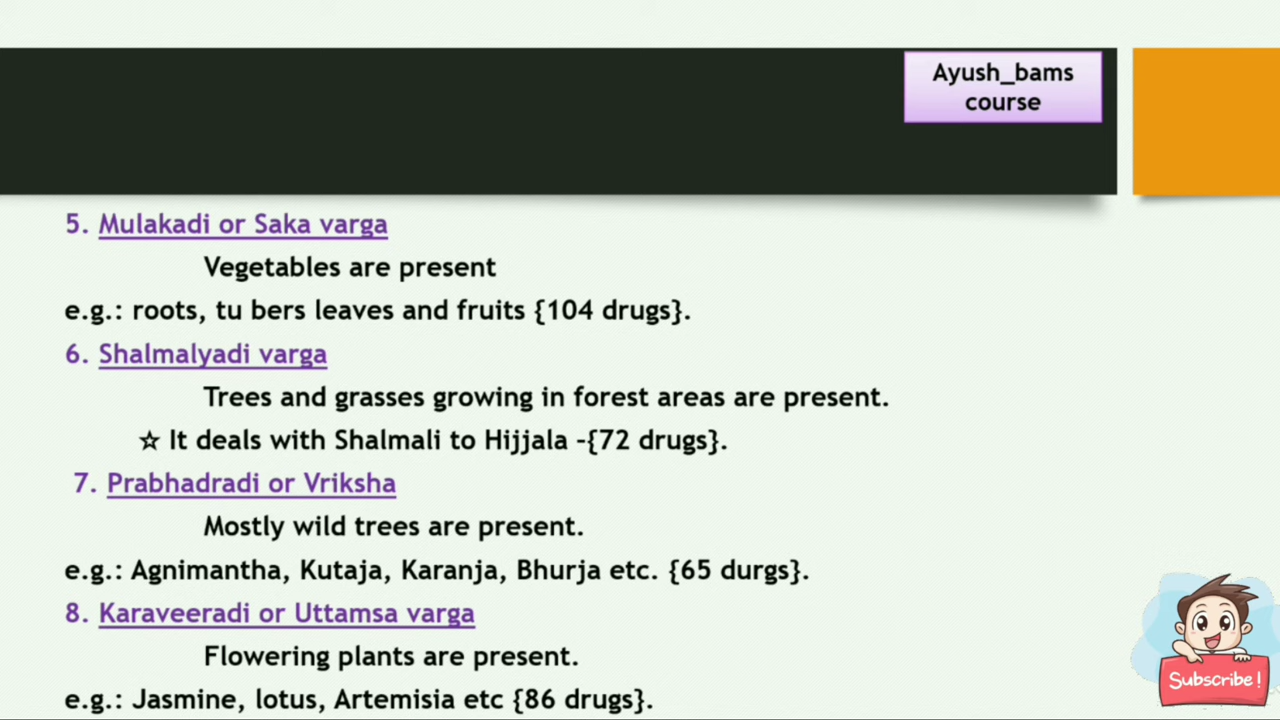 Ayush_bams
course
5. Mulakadi or Saka varga
Vegetables are present
e.g.: roots, tu bers leaves and fruits {104 drugs}.
6. Shalmalyadi varga
Trees and grasses growing in forest areas are present.
☆ It deals with Shalmali to Hijjala –{72 drugs}.
7. Prabhadradi or Vriksha
Mostly wild trees are present.
e.g.: Agnimantha, Kutaja, Karanja, Bhurja etc. {65 durgs}.
8. Karaveeradi or Uttamsa varga
Flowering plants are present.
e.g.: Jasmine, lotus, Artemisia etc {86 drugs}.
Subscribe!